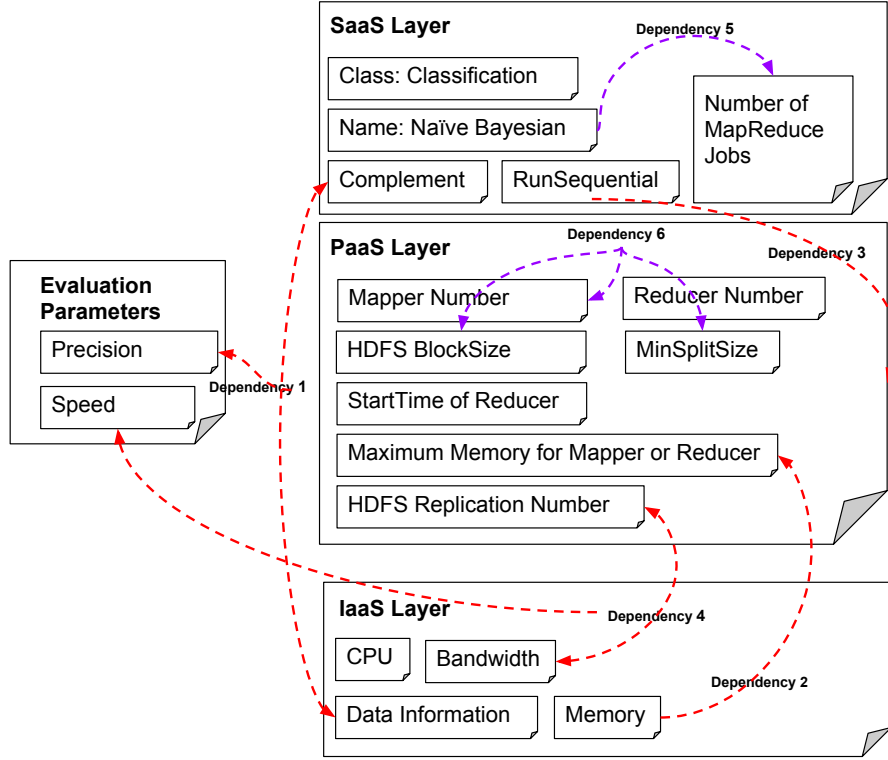 SaaS Layer
Dependency 5
Class: Classification
Name: Naïve Bayesian
Number of
MapReduce
Jobs
Complement
RunSequential
PaaS Layer
Dependency 6
Dependency 3
Mapper Number
Reducer Number
HDFS BlockSize
MinSplitSize
StartTime of Reducer
Maximum Memory for Mapper or Reducer
HDFS Replication Number
Evaluation
Parameters
Precision
Speed
Dependency 1
IaaS Layer
Dependency 4
CPU
Bandwidth
Dependency 2
Data Information
Memory